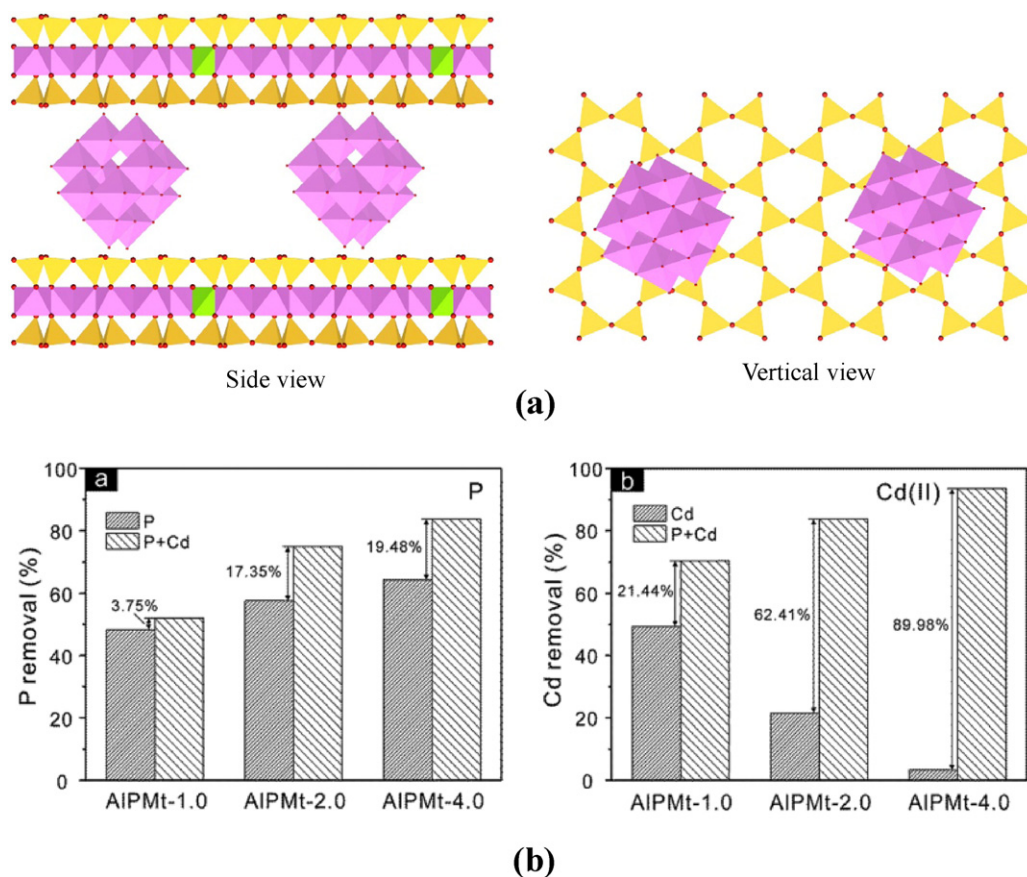 Side view
Vertical view
(a)
a
P
P
P+Cd
3.75%
17.35%
19.48%
P removal (%)
100
80
60
40
20
0
AlPMt-1.0
AlPMt-2.0
AlPMt-4.0
b
Cd(II)
Cd
P+Cd
21.44%
62.41%
89.98%
Cd removal (%)
100
80
60
40
20
0
AlPMt-1.0
AlPMt-2.0
AlPMt-4.0
(b)